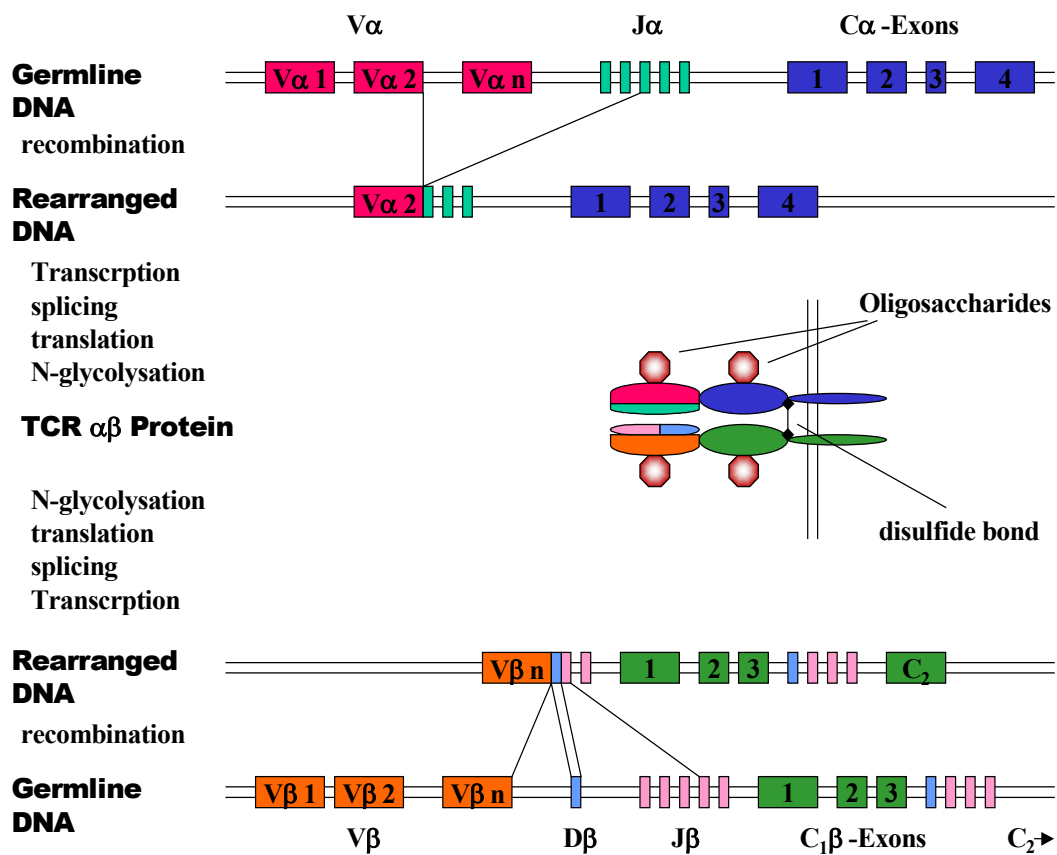 Vα Jα Cα -Exons
Germline DNA
Vα 1 Vα 2 Vα n 1 2 3 4
recombination
Rearranged DNA
Vα 2 1 2 3 4
Transcrption
splicing
translation
N-glycolysation
Oligosaccharides
TCR αβ Protein
disulfide bond
N-glycolysation
translation
splicing
Transcrption
Rearranged DNA
Vβ n 1 2 3 C₂
recombination
Germline DNA
Vβ 1 Vβ 2 Vβ n 1 2 3
Vβ Dβ Jβ C₁β -Exons C₂